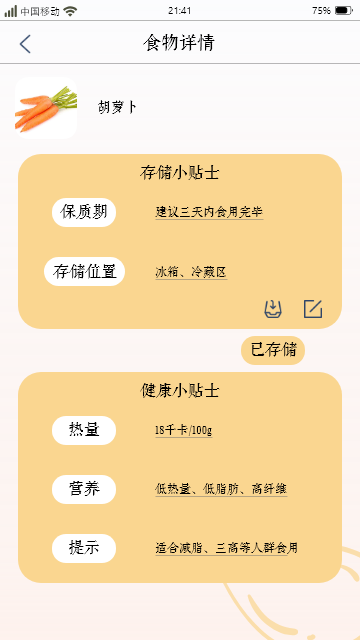 中国移动 21:41 75%
食物详情
胡萝卜
存储小贴士
保质期 建议三天内食用完毕
存储位置 冰箱、冷藏区
已存储
健康小贴士
热量 18千卡/100g
营养 低热量、低脂肪、高纤维
提示 适合减脂、三高等人群食用